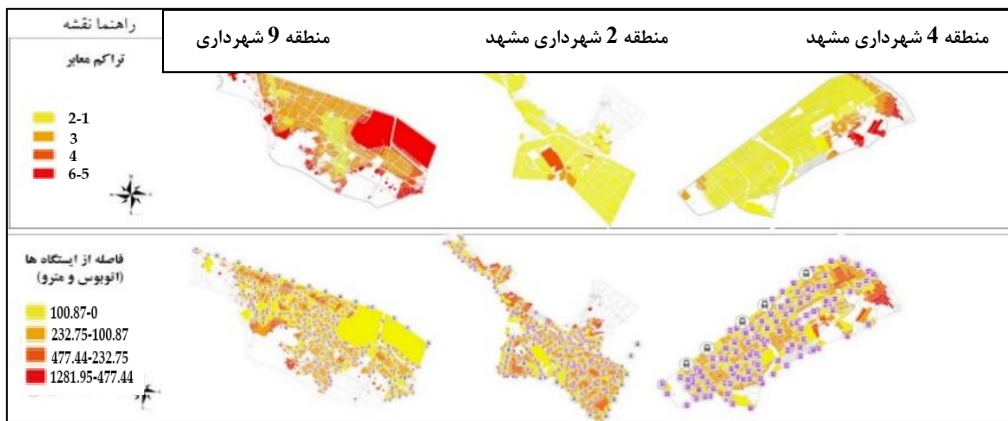 راهنما نقشه
منطقه 9 شهرداری
منطقه 2 شهرداری مشهد
منطقه 4 شهرداری مشهد
تراکم معابر
2-1
3
4
6-5
فاصله از ایستگاه ها
(اتوبوس و مترو)
100.87-0
232.75-100.87
477.44-232.75
1281.95-477.44